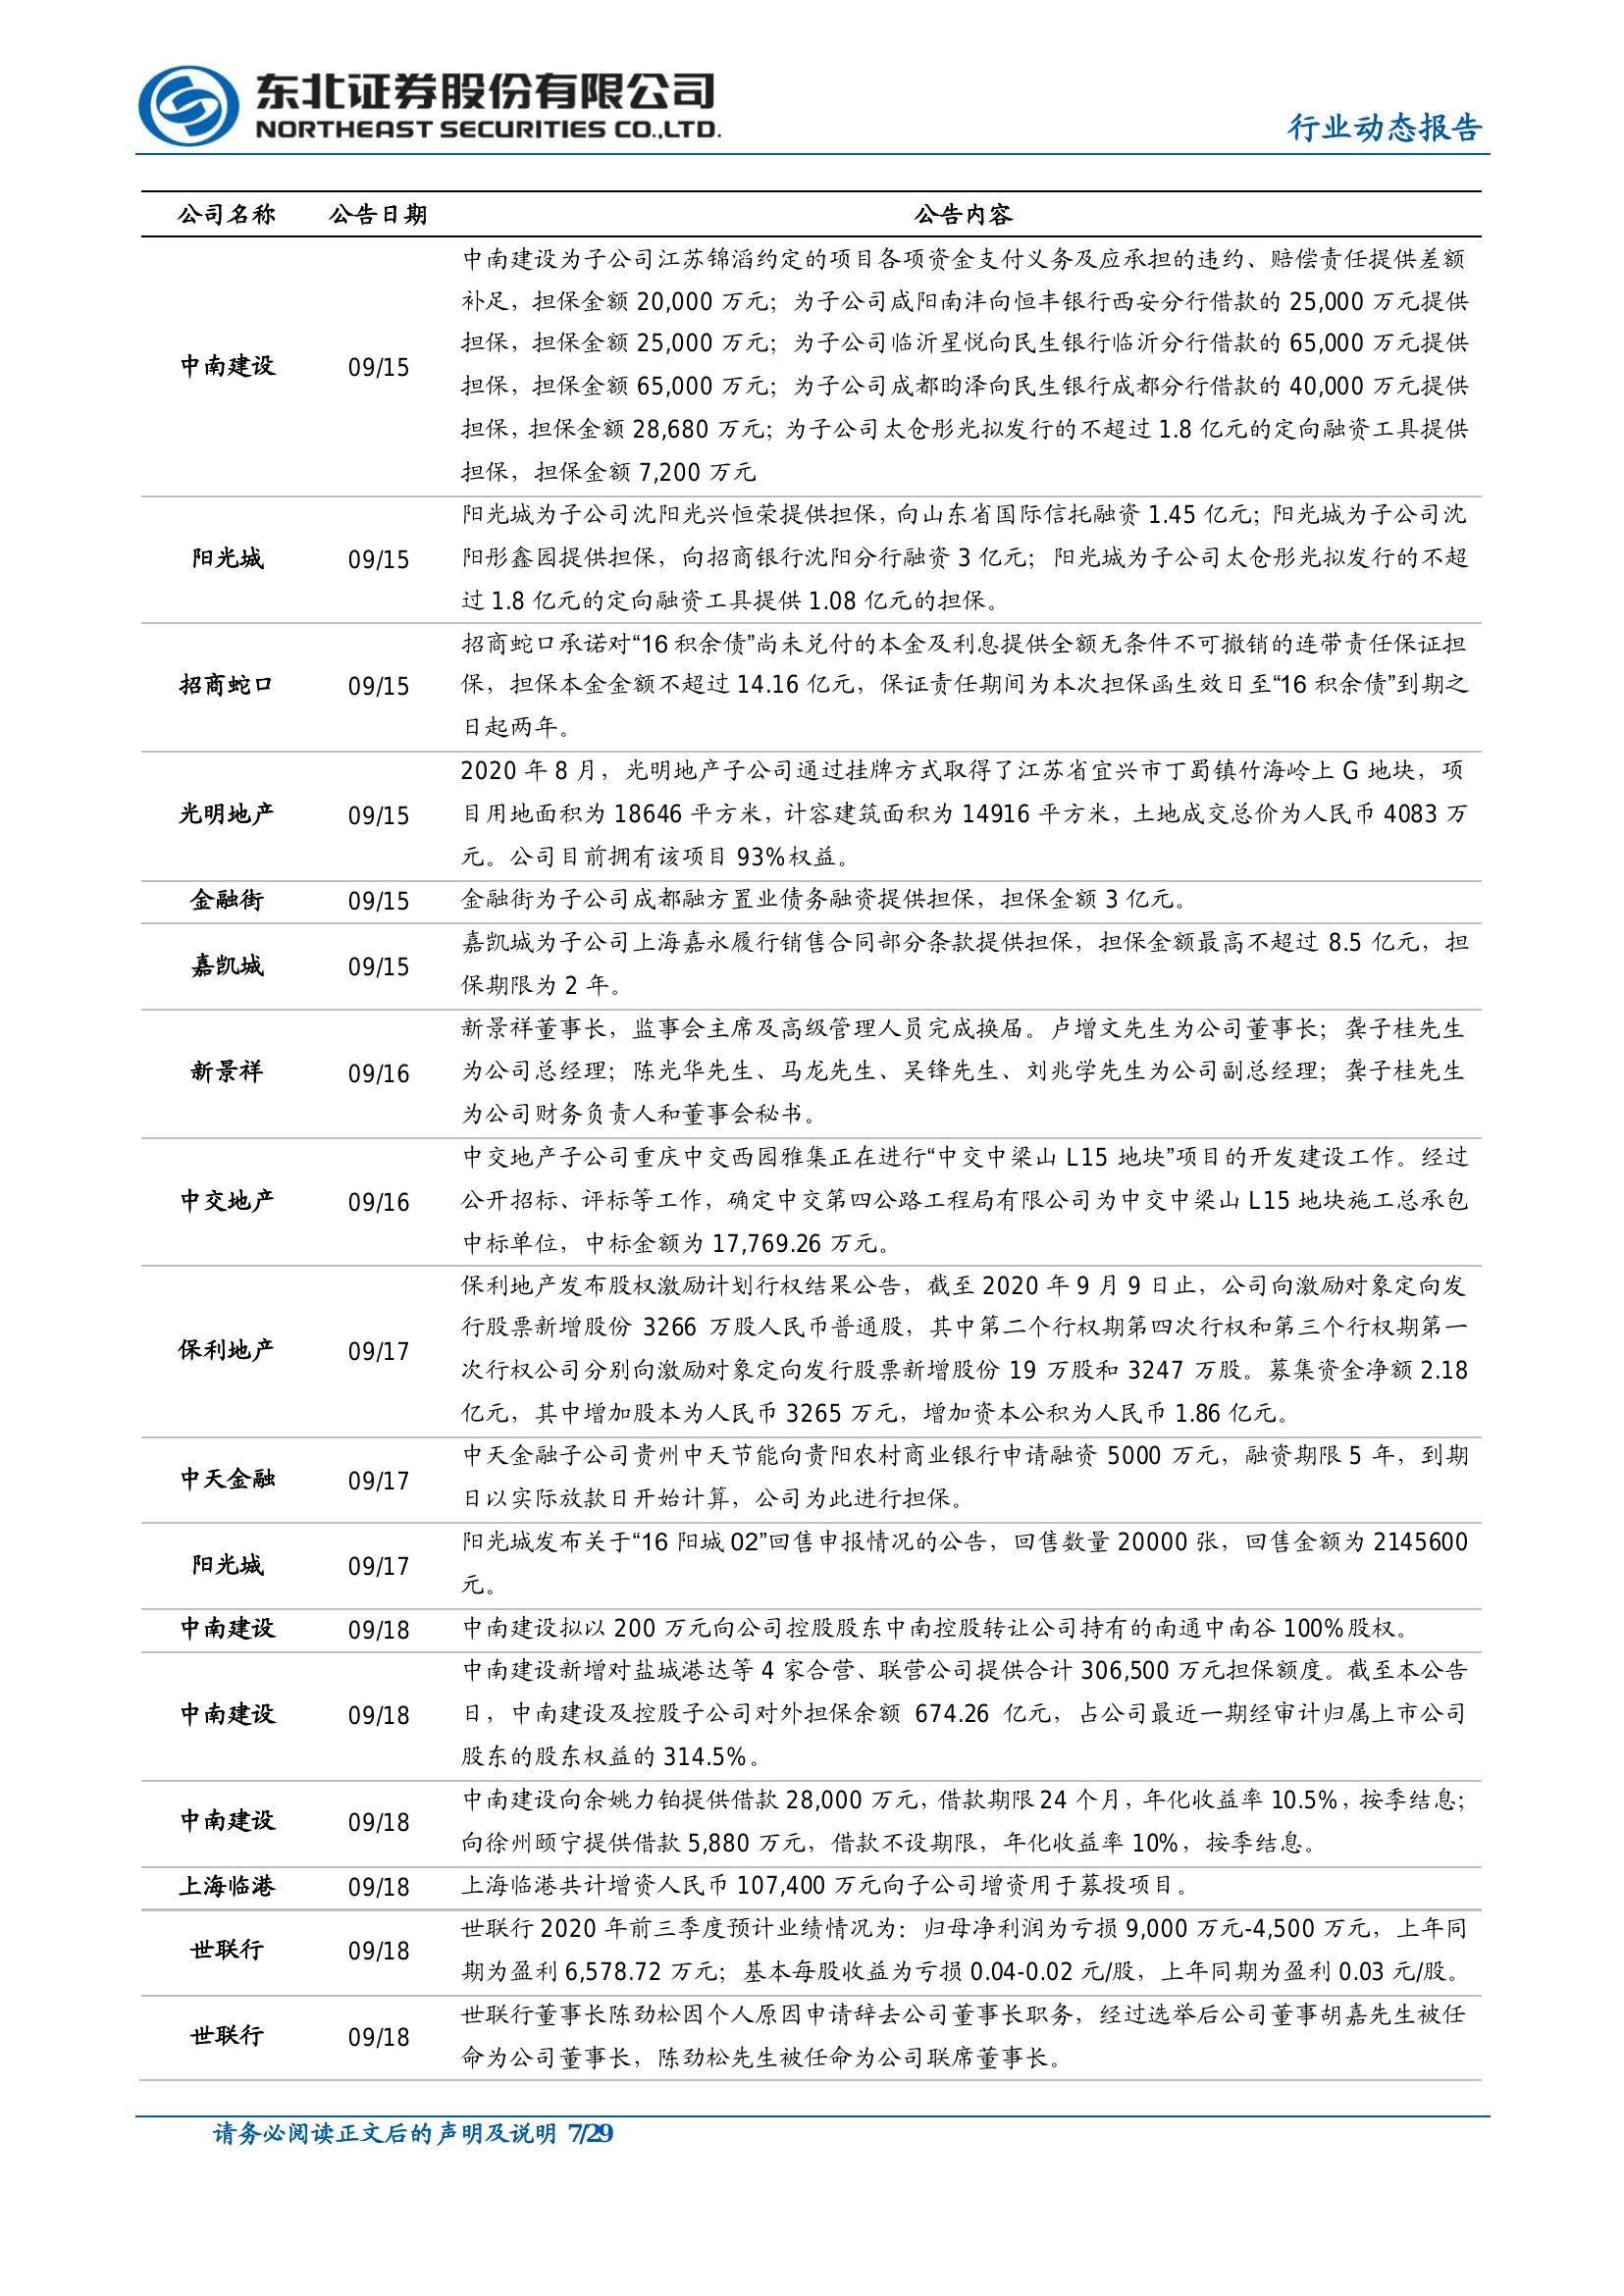 东北证券股份有限公司
NORTHEAST SECURITIES CO.,LTD.
行业动态报告
公司名称 公告日期 公告内容
中南建设为子公司江苏锦滔约定的项目各项资金支付义务及应承担的违约、赔偿责任提供差额
补足，担保金额 20,000 万元；为子公司咸阳南沣向恒丰银行西安分行借款的 25,000 万元提供
担保，担保金额 25,000 万元；为子公司临沂星悦向民生银行临沂分行借款的 65,000 万元提供
中南建设 09/15
担保，担保金额 65,000 万元；为子公司成都昀泽向民生银行成都分行借款的 40,000 万元提供
担保，担保金额 28,680 万元；为子公司太仓彤光拟发行的不超过 1.8 亿元的定向融资工具提供
担保，担保金额 7,200 万元
阳光城为子公司沈阳光兴恒荣提供担保，向山东省国际信托融资 1.45 亿元；阳光城为子公司沈
阳光城 09/15 阳彤鑫园提供担保，向招商银行沈阳分行融资 3 亿元；阳光城为子公司太仓彤光拟发行的不超
过 1.8 亿元的定向融资工具提供 1.08 亿元的担保。
招商蛇口承诺对“16 积余债”尚未兑付的本金及利息提供全额无条件不可撤销的连带责任保证担
招商蛇口 09/15 保，担保本金金额不超过 14.16 亿元，保证责任期间为本次担保函生效日至“16 积余债”到期之
日起两年。
2020 年 8 月，光明地产子公司通过挂牌方式取得了江苏省宜兴市丁蜀镇竹海岭上 G 地块，项
光明地产 09/15 目用地面积为 18646 平方米，计容建筑面积为 14916 平方米，土地成交总价为人民币 4083 万
元。公司目前拥有该项目 93%权益。
金融街 09/15 金融街为子公司成都融方置业债务融资提供担保，担保金额 3 亿元。
嘉凯城为子公司上海嘉永履行销售合同部分条款提供担保，担保金额最高不超过 8.5 亿元，担
嘉凯城 09/15
保期限为 2 年。
新景祥董事长，监事会主席及高级管理人员完成换届。卢增文先生为公司董事长；龚子桂先生
新景祥 09/16 为公司总经理；陈光华先生、马龙先生、吴锋先生、刘兆学先生为公司副总经理；龚子桂先生
为公司财务负责人和董事会秘书。
中交地产子公司重庆中交西园雅集正在进行“中交中梁山 L15 地块”项目的开发建设工作。经过
中交地产 09/16 公开招标、评标等工作，确定中交第四公路工程局有限公司为中交中梁山 L15 地块施工总承包
中标单位，中标金额为 17,769.26 万元。
保利地产发布股权激励计划行权结果公告，截至 2020 年 9 月 9 日止，公司向激励对象定向发
行股票新增股份 3266 万股人民币普通股，其中第二个行权期第四次行权和第三个行权期第一
保利地产 09/17
次行权公司分别向激励对象定向发行股票新增股份 19 万股和 3247 万股。募集资金净额 2.18
亿元，其中增加股本为人民币 3265 万元，增加资本公积为人民币 1.86 亿元。
中天金融子公司贵州中天节能向贵阳农村商业银行申请融资 5000 万元，融资期限 5 年，到期
中天金融 09/17
日以实际放款日开始计算，公司为此进行担保。
阳光城发布关于“16 阳城 02”回售申报情况的公告，回售数量 20000 张，回售金额为 2145600
阳光城 09/17
元。
中南建设 09/18 中南建设拟以 200 万元向公司控股股东中南控股转让公司持有的南通中南谷 100%股权。
中南建设新增对盐城港达等 4 家合营、联营公司提供合计 306,500 万元担保额度。截至本公告
中南建设 09/18 日，中南建设及控股子公司对外担保余额 674.26 亿元，占公司最近一期经审计归属上市公司
股东的股东权益的 314.5%。
中南建设向余姚力铂提供借款 28,000 万元，借款期限 24 个月，年化收益率 10.5%，按季结息；
中南建设 09/18
向徐州颐宁提供借款 5,880 万元，借款不设期限，年化收益率 10%，按季结息。
上海临港 09/18 上海临港共计增资人民币 107,400 万元向子公司增资用于募投项目。
世联行 2020 年前三季度预计业绩情况为：归母净利润为亏损 9,000 万元-4,500 万元，上年同
世联行 09/18
期为盈利 6,578.72 万元；基本每股收益为亏损 0.04-0.02 元/股，上年同期为盈利 0.03 元/股。
世联行董事长陈劲松因个人原因申请辞去公司董事长职务，经过选举后公司董事胡嘉先生被任
世联行 09/18
命为公司董事长，陈劲松先生被任命为公司联席董事长。
请务必阅读正文后的声明及说明 7/29